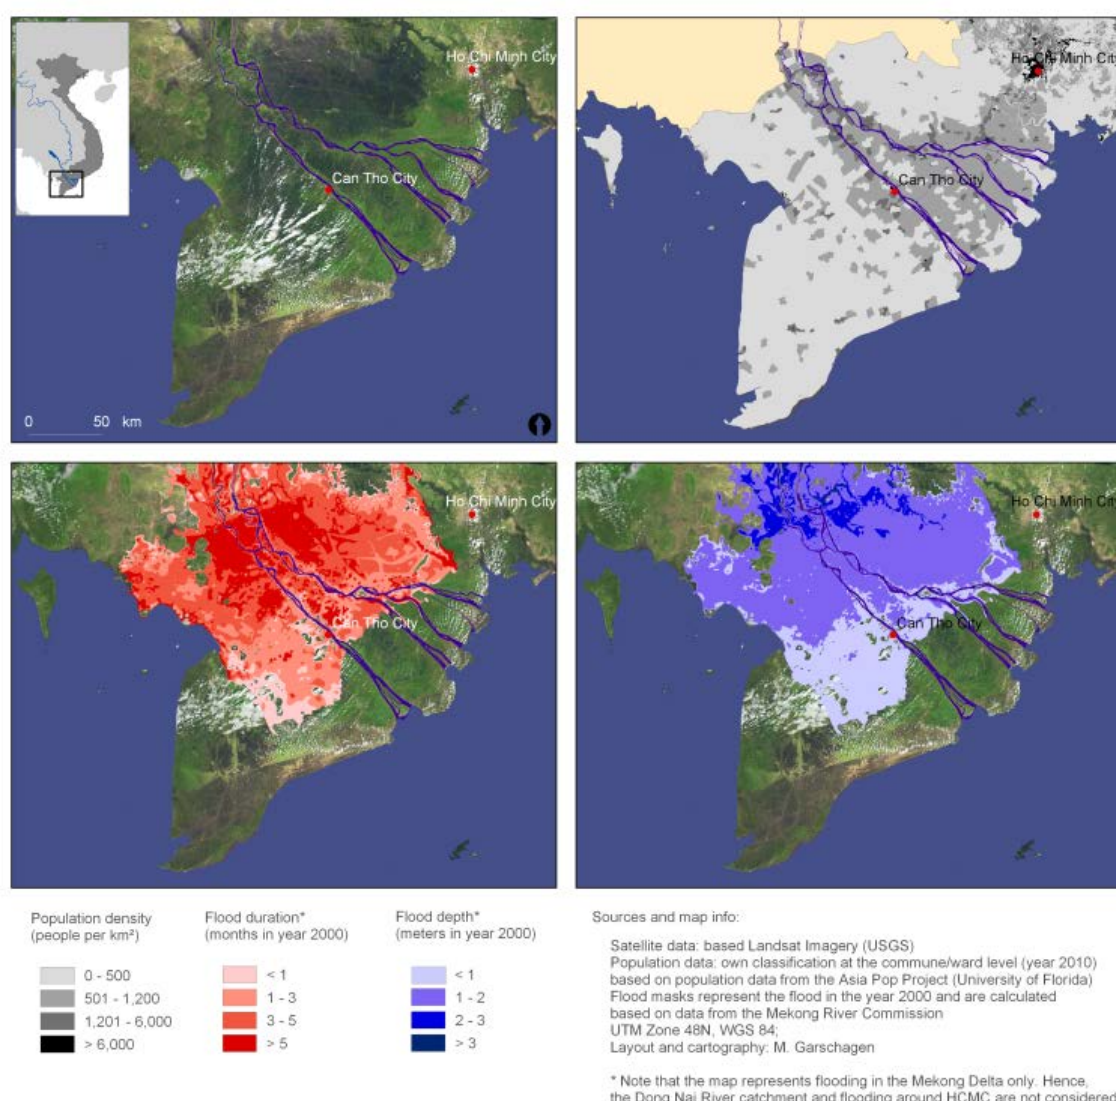 Ho Chi Minh City
Can Tho City
0 50 km
Ho Chi Minh City
Can Tho City
Ho Chi Minh City
Can Tho City
Ho Chi Minh City
Can Tho City
Population density
(people per km²)
0 - 500
501 - 1,200
1,201 - 6,000
> 6,000
Flood duration*
(months in year 2000)
< 1
1 - 3
3 - 5
> 5
Flood depth*
(meters in year 2000)
< 1
1 - 2
2 - 3
> 3
Sources and map info:
Satellite data: based Landsat Imagery (USGS)
Population data: own classification at the commune/ward level (year 2010)
based on population data from the Asia Pop Project (University of Florida)
Flood masks represent the flood in the year 2000 and are calculated
based on data from the Mekong River Commission
UTM Zone 48N, WGS 84;
Layout and cartography: M. Garschagen
* Note that the map represents flooding in the Mekong Delta only. Hence,
the Dong Nai River catchment and flooding around HCMC are not considered